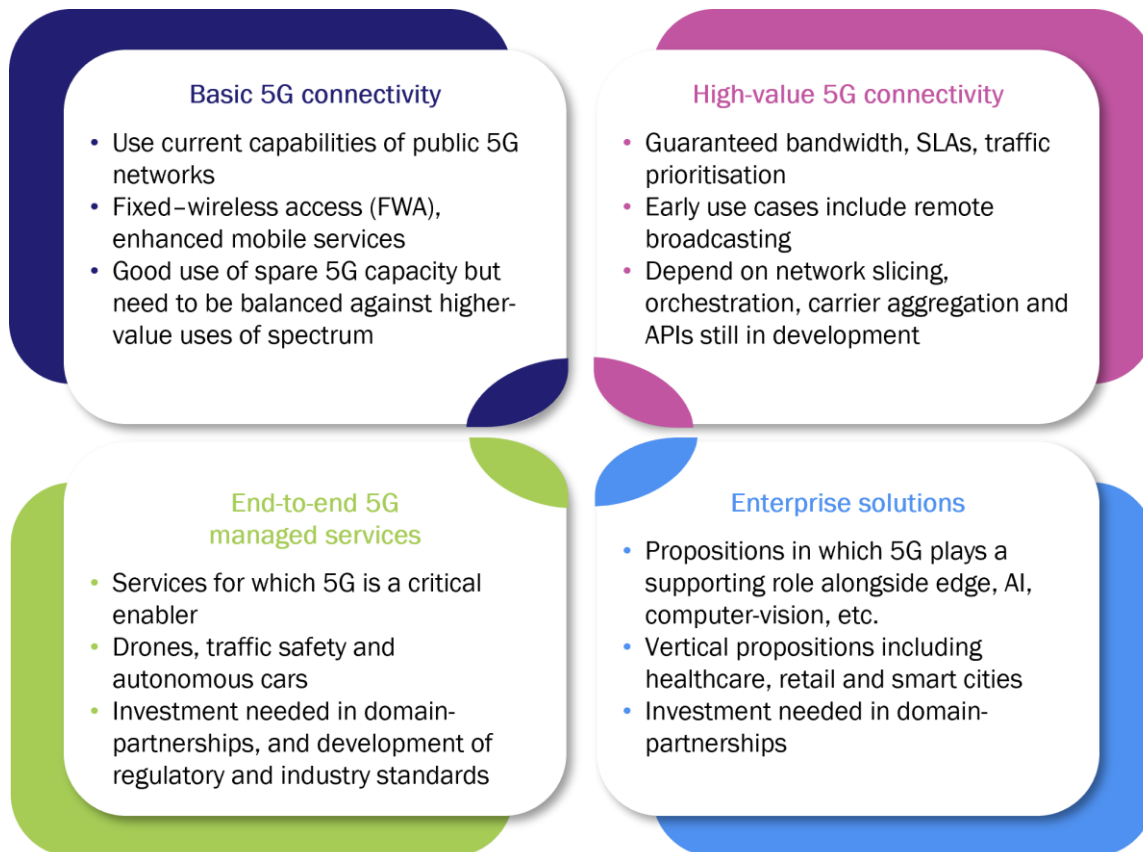 Basic 5G connectivity
• Use current capabilities of public 5G
networks
• Fixed–wireless access (FWA),
enhanced mobile services
• Good use of spare 5G capacity but
need to be balanced against higher-
value uses of spectrum
High-value 5G connectivity
• Guaranteed bandwidth, SLAs, traffic
prioritisation
• Early use cases include remote
broadcasting
• Depend on network slicing,
orchestration, carrier aggregation and
APIs still in development
End-to-end 5G
managed services
• Services for which 5G is a critical
enabler
• Drones, traffic safety and
autonomous cars
• Investment needed in domain-
partnerships, and development of
regulatory and industry standards
Enterprise solutions
• Propositions in which 5G plays a
supporting role alongside edge, AI,
computer-vision, etc.
• Vertical propositions including
healthcare, retail and smart cities
• Investment needed in domain-
partnerships